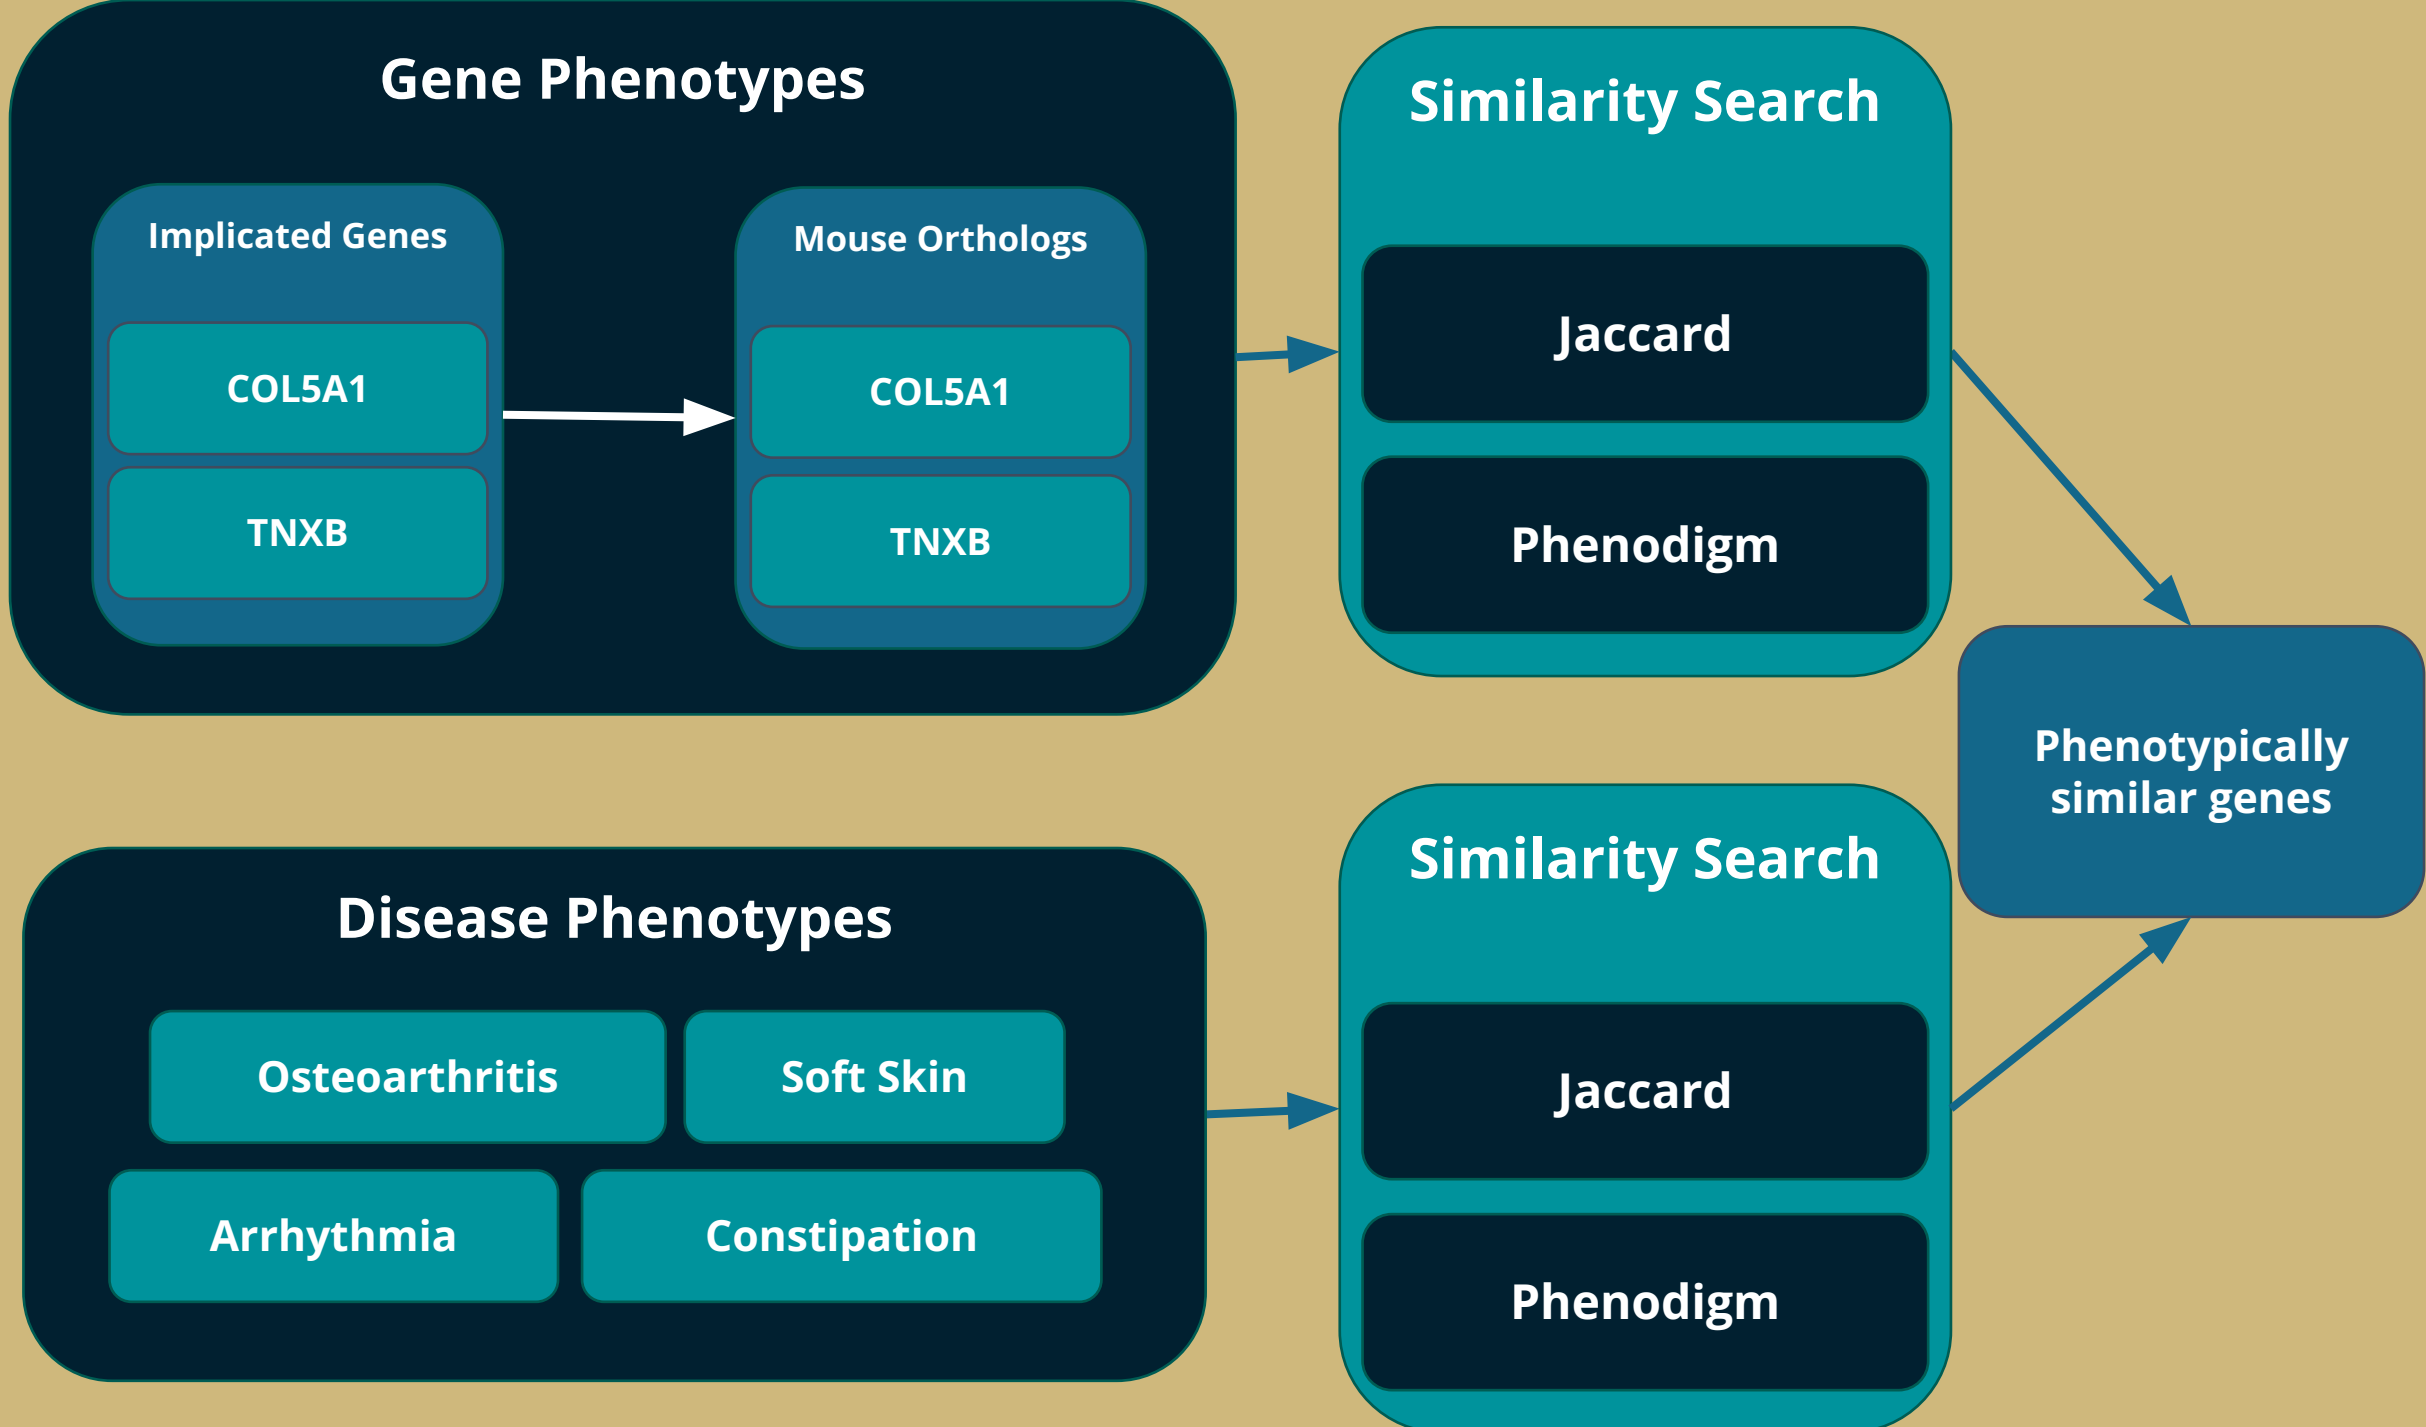 Gene Phenotypes
Implicated Genes
COL5A1
TNXB
Mouse Orthologs
COL5A1
TNXB
Similarity Search
Jaccard
Phenodigm
Phenotypically
similar genes
Disease Phenotypes
Osteoarthritis
Soft Skin
Arrhythmia
Constipation
Similarity Search
Jaccard
Phenodigm